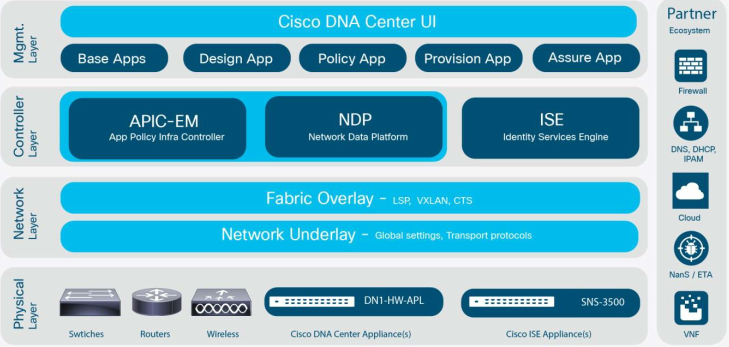 Mgmt.
Layer
Cisco DNA Center UI
Base Apps
Design App
Policy App
Provision App
Assure App
Controller
Layer
APIC-EM
App Policy Infra Controller
NDP
Network Data Platform
ISE
Identity Services Engine
Network
Layer
Fabric Overlay - LSP, VXLAN, CTS
Network Underlay - Global settings, Transport protocols
Physical
Layer
Swtiches
Routers
Wireless
DN1-HW-APL
Cisco DNA Center Appliance(s)
SNS-3500
Cisco ISE Appliance(s)
Partner
Ecosystem
Firewall
DNS, DHCP,
IPAM
Cloud
NanS / ETA
VNF